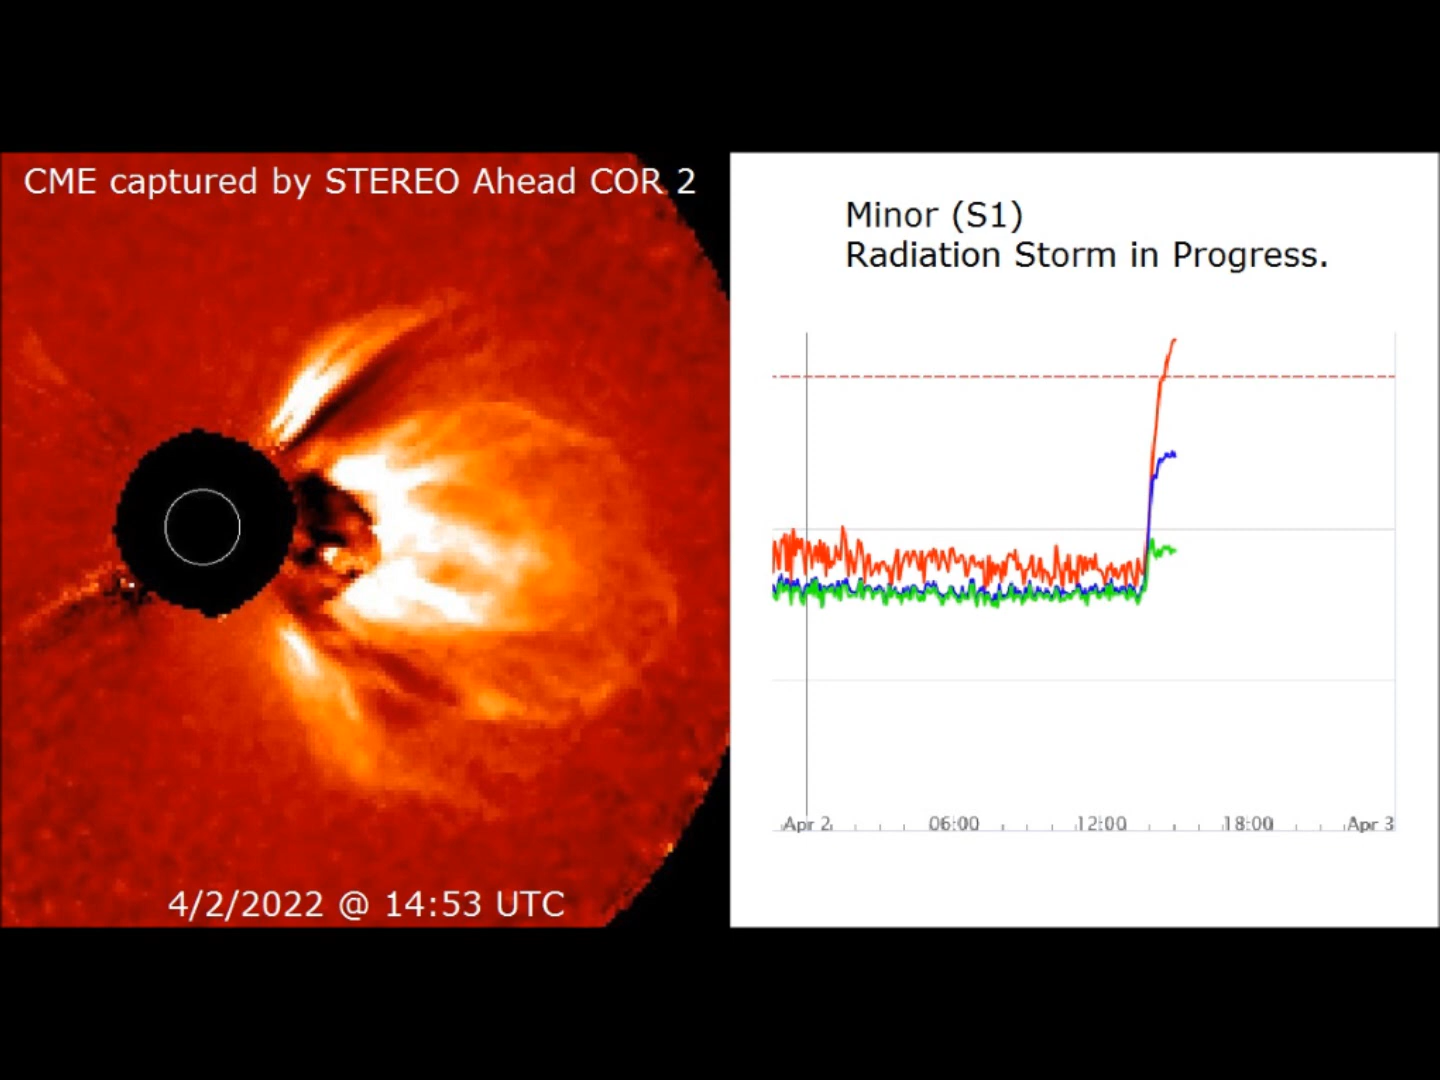 CME captured by STEREO Ahead COR 2
4/2/2022 @ 14:53 UTC
Minor (S1)
Radiation Storm in Progress.
Apr 2 06:00 12:00 18:00 Apr 3